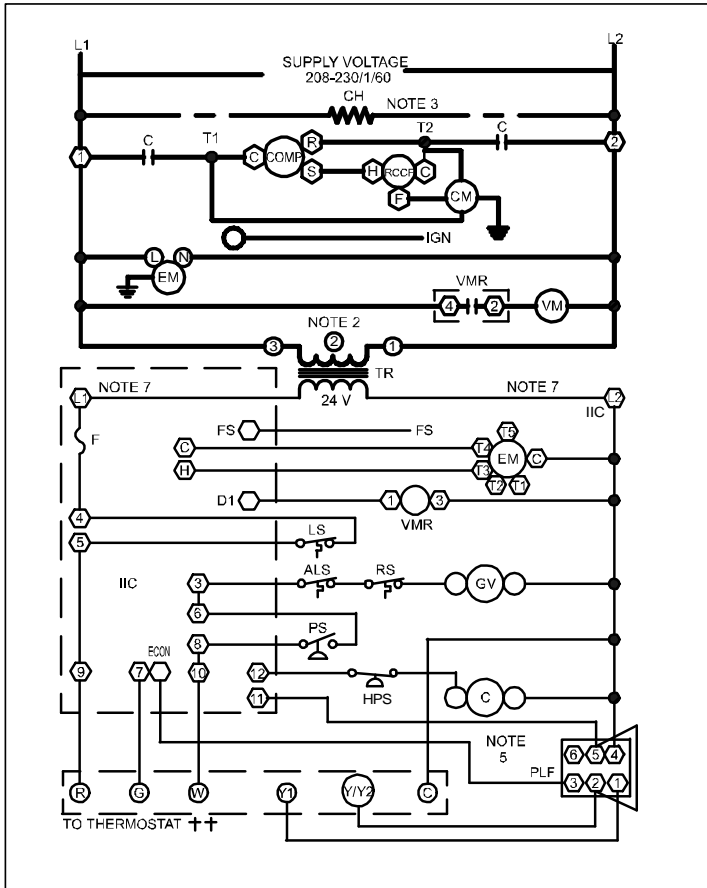 L1 L2
SUPPLY VOLTAGE
208-230/1/60
CH NOTE 3
C T1 T2 C
1 C COMP R 2
S H RCCF C
F CM
IGN
L N
EM
VMR
4 2 VM
NOTE 2
3 2 1
TR
L1 NOTE 7 24 V NOTE 7 L2
IIC
F FS FS T5
C T4 EM C
H T3
T2 T1
D1 1 3
VMR
4
5 LS
IIC 3 ALS RS GV
6
8 PS
ECON
9 7 10 12
HPS C
11
NOTE
5
6 5 4
PLF 3 2 1
R G W Y1 Y/Y2 C
TO THERMOSTAT ††